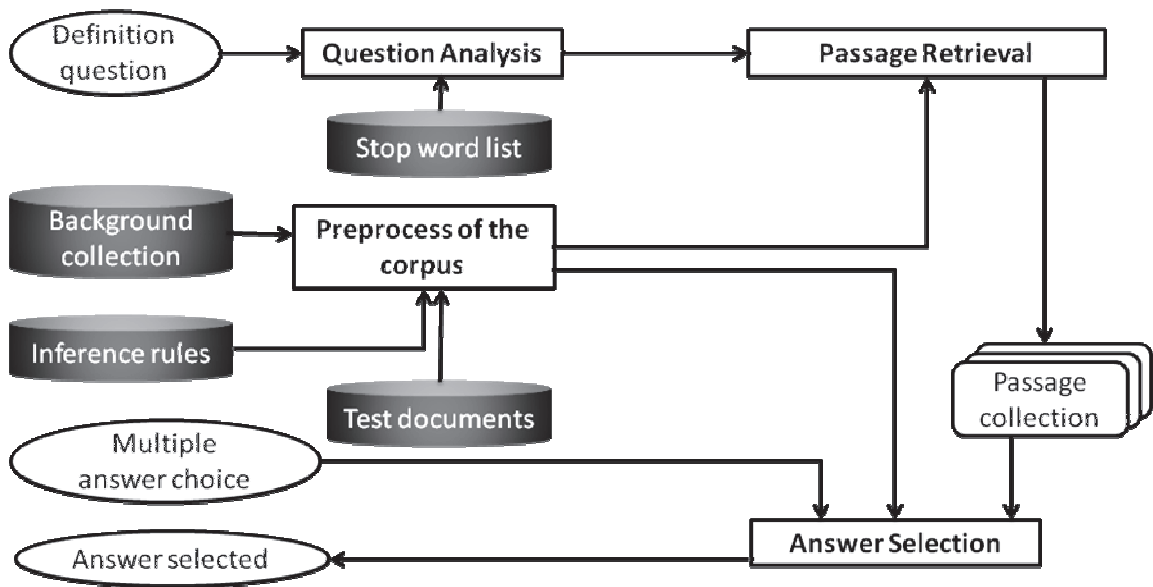 Definition
question
Question Analysis
Passage Retrieval
Stop word list
Background
collection
Preprocess of the
corpus
Inference rules
Test documents
Passage
collection
Multiple
answer choice
Answer selected
Answer Selection